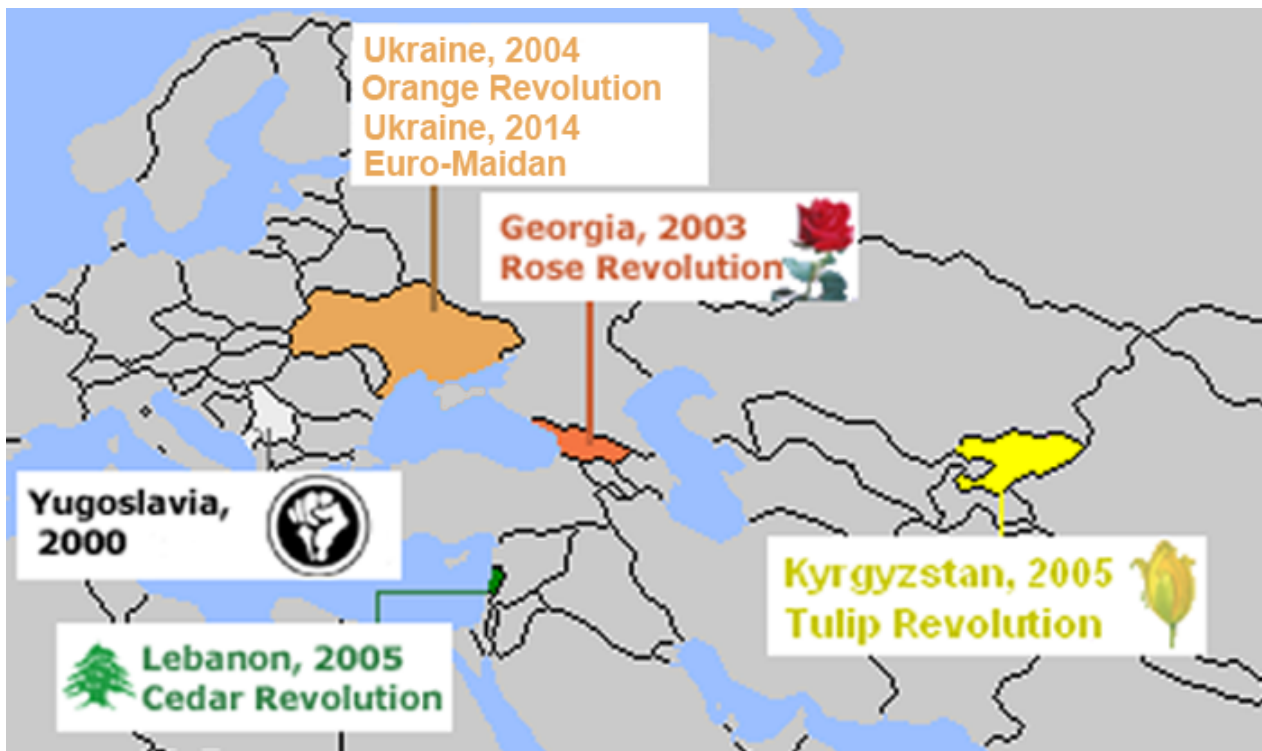 Ukraine, 2004
Orange Revolution
Ukraine, 2014
Euro-Maidan
Georgia, 2003
Rose Revolution
Yugoslavia,
2000
Kyrgyzstan, 2005
Tulip Revolution
Lebanon, 2005
Cedar Revolution